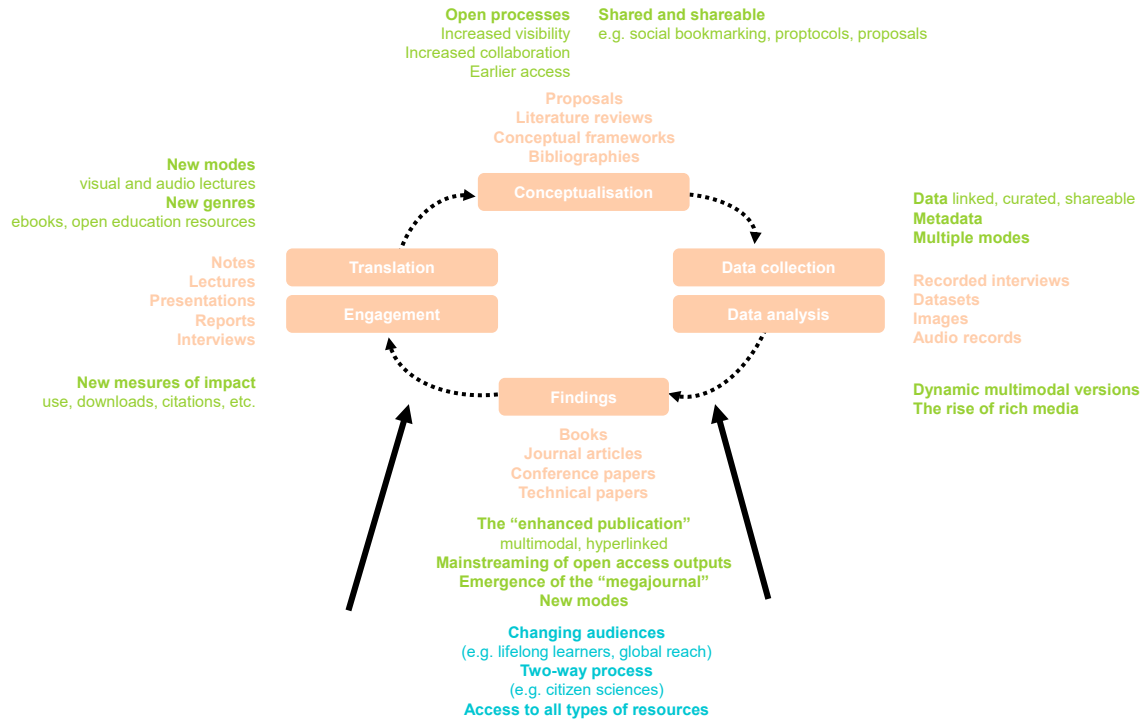 Open processes
Increased visibility
Increased collaboration
Earlier access
Shared and shareable
e.g. social bookmarking, proptocols, proposals
Proposals
Literature reviews
Conceptual frameworks
Bibliographies
Conceptualisation
New modes
visual and audio lectures
New genres
ebooks, open education resources
Data linked, curated, shareable
Metadata
Multiple modes
Translation
Data collection
Notes
Lectures
Presentations
Reports
Interviews
Engagement
Data analysis
Recorded interviews
Datasets
Images
Audio records
New mesures of impact
use, downloads, citations, etc.
Findings
Dynamic multimodal versions
The rise of rich media
Books
Journal articles
Conference papers
Technical papers
The “enhanced publication”
multimodal, hyperlinked
Mainstreaming of open access outputs
Emergence of the “megajournal”
New modes
Changing audiences
(e.g. lifelong learners, global reach)
Two-way process
(e.g. citizen sciences)
Access to all types of resources